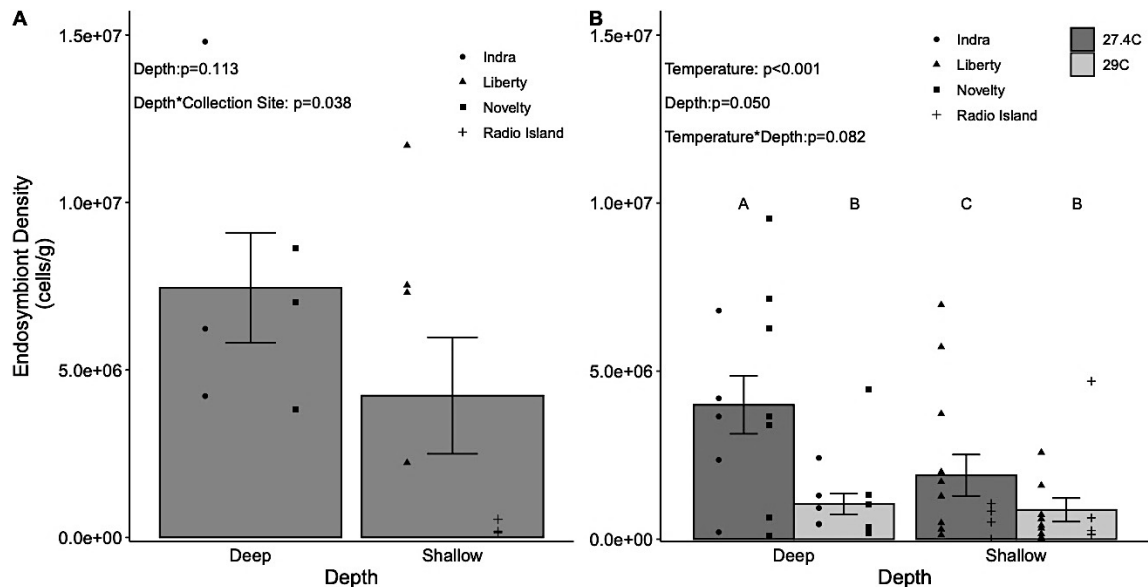 A
1.5e+07
Depth:p=0.113
Depth*Collection Site: p=0.038
Indra
Liberty
Novelty
Radio Island
1.0e+07
5.0e+06
0.0e+00
Endosymbiont Density
(cells/g)
Deep
Shallow
Depth
B
1.5e+07
Temperature: p<0.001
Depth:p=0.050
Temperature*Depth:p=0.082
Indra
Liberty
Novelty
Radio Island
27.4C
29C
1.0e+07
A
B
C
B
5.0e+06
0.0e+00
Deep
Shallow
Depth